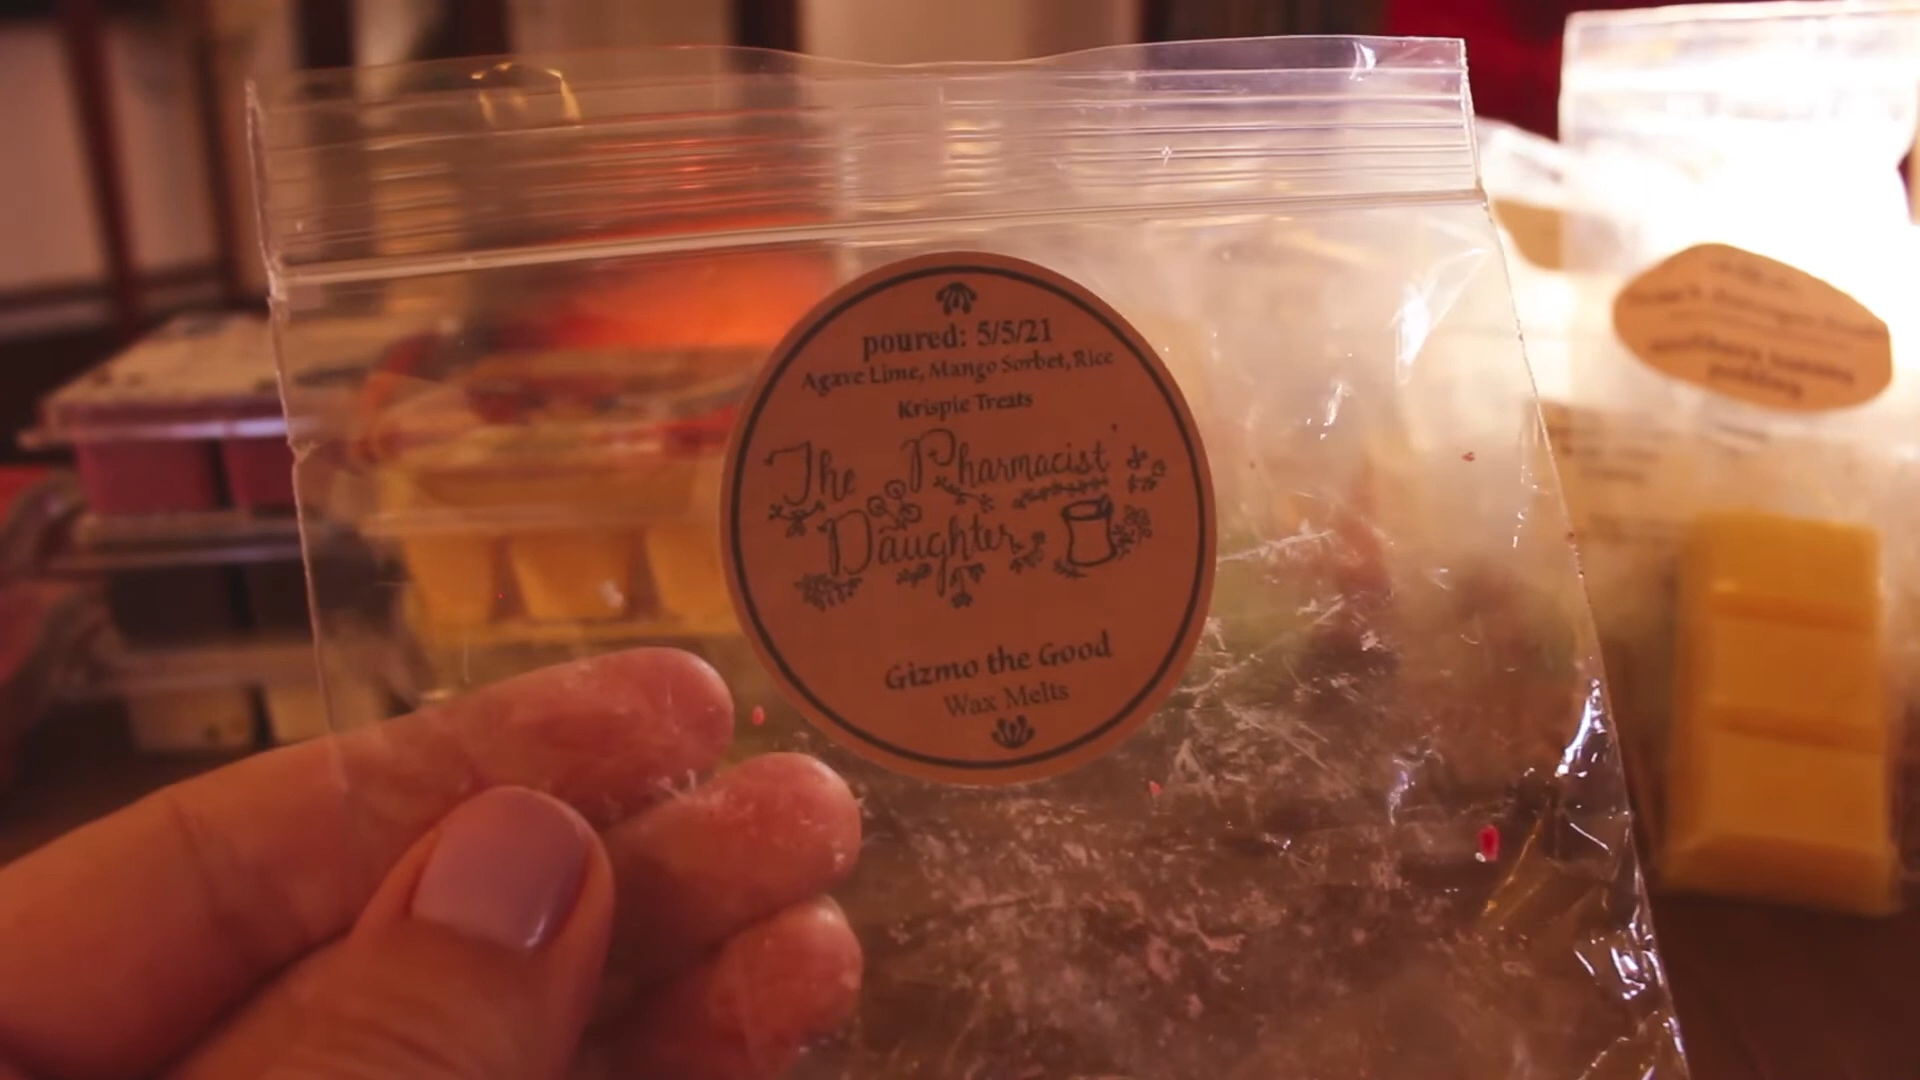 poured: 5/5/21
Agave Lime, Mango Sorbet, Rice
Krispie Treats
The Pharmacist'
Daughter
Gizmo the Good
Wax Melts